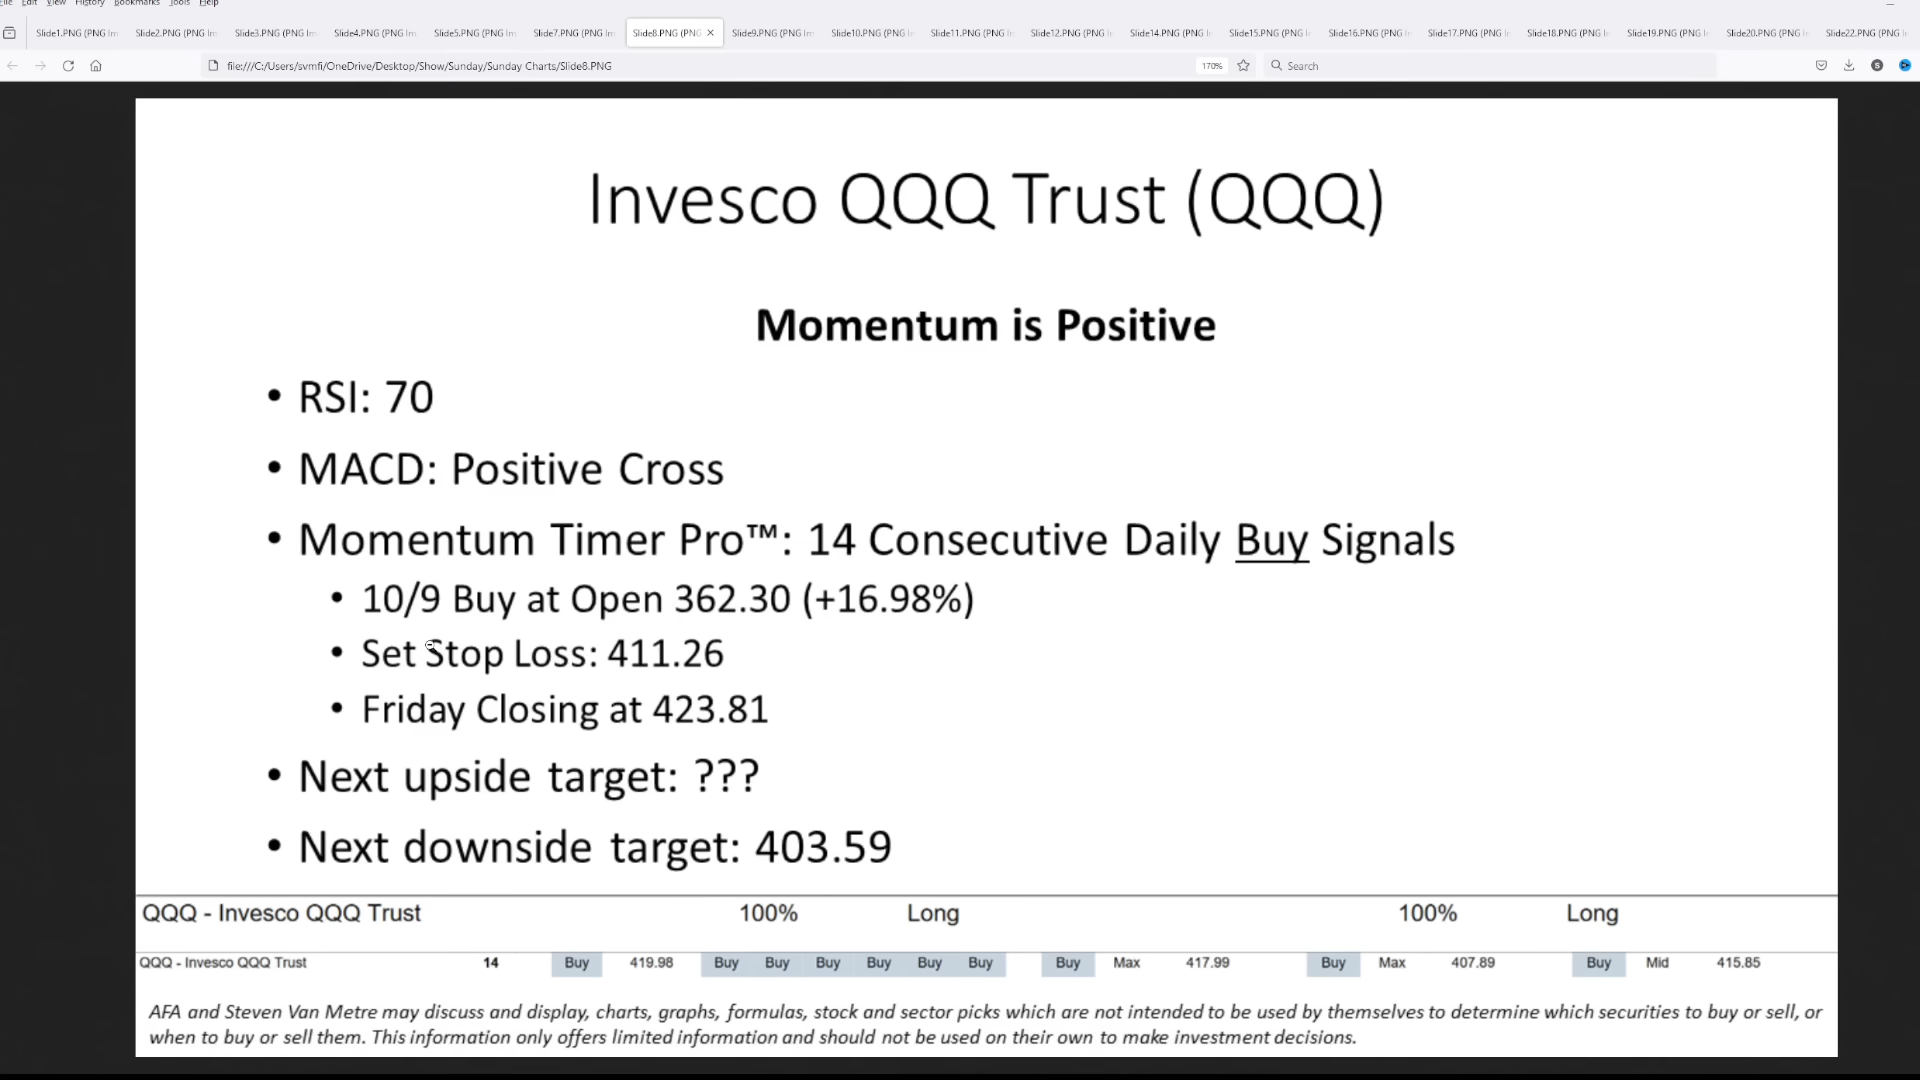 File Edit View History Bookmarks Tools Help
Slide1.PNG (PNG Im Slide2.PNG (PNG Im Slide3.PNG (PNG Im Slide4.PNG (PNG Im Slide5.PNG (PNG Im Slide7.PNG (PNG Im Slide8.PNG (PNG × Slide9.PNG (PNG Im Slide10.PNG (PNG I Slide11.PNG (PNG I Slide12.PNG (PNG I Slide14.PNG (PNG I Slide15.PNG (PNG I Slide16.PNG (PNG I Slide17.PNG (PNG I Slide18.PNG (PNG I Slide19.PNG (PNG I Slide20.PNG (PNG I Slide22.PNG (PNG I
file:///C:/Users/svmfi/OneDrive/Desktop/Show/Sunday/Sunday Charts/Slide8.PNG 170% Search S
Invesco QQQ Trust (QQQ)
Momentum is Positive
• RSI: 70
• MACD: Positive Cross
• Momentum Timer Pro™: 14 Consecutive Daily Buy Signals
• 10/9 Buy at Open 362.30 (+16.98%)
• Set Stop Loss: 411.26
• Friday Closing at 423.81
• Next upside target: ???
• Next downside target: 403.59
QQQ - Invesco QQQ Trust 100% Long 100% Long
QQQ - Invesco QQQ Trust 14 Buy 419.98 Buy Buy Buy Buy Buy Buy Buy Max 417.99 Buy Max 407.89 Buy Mid 415.85
AFA and Steven Van Metre may discuss and display, charts, graphs, formulas, stock and sector picks which are not intended to be used by themselves to determine which securities to buy or sell, or
when to buy or sell them. This information only offers limited information and should not be used on their own to make investment decisions.